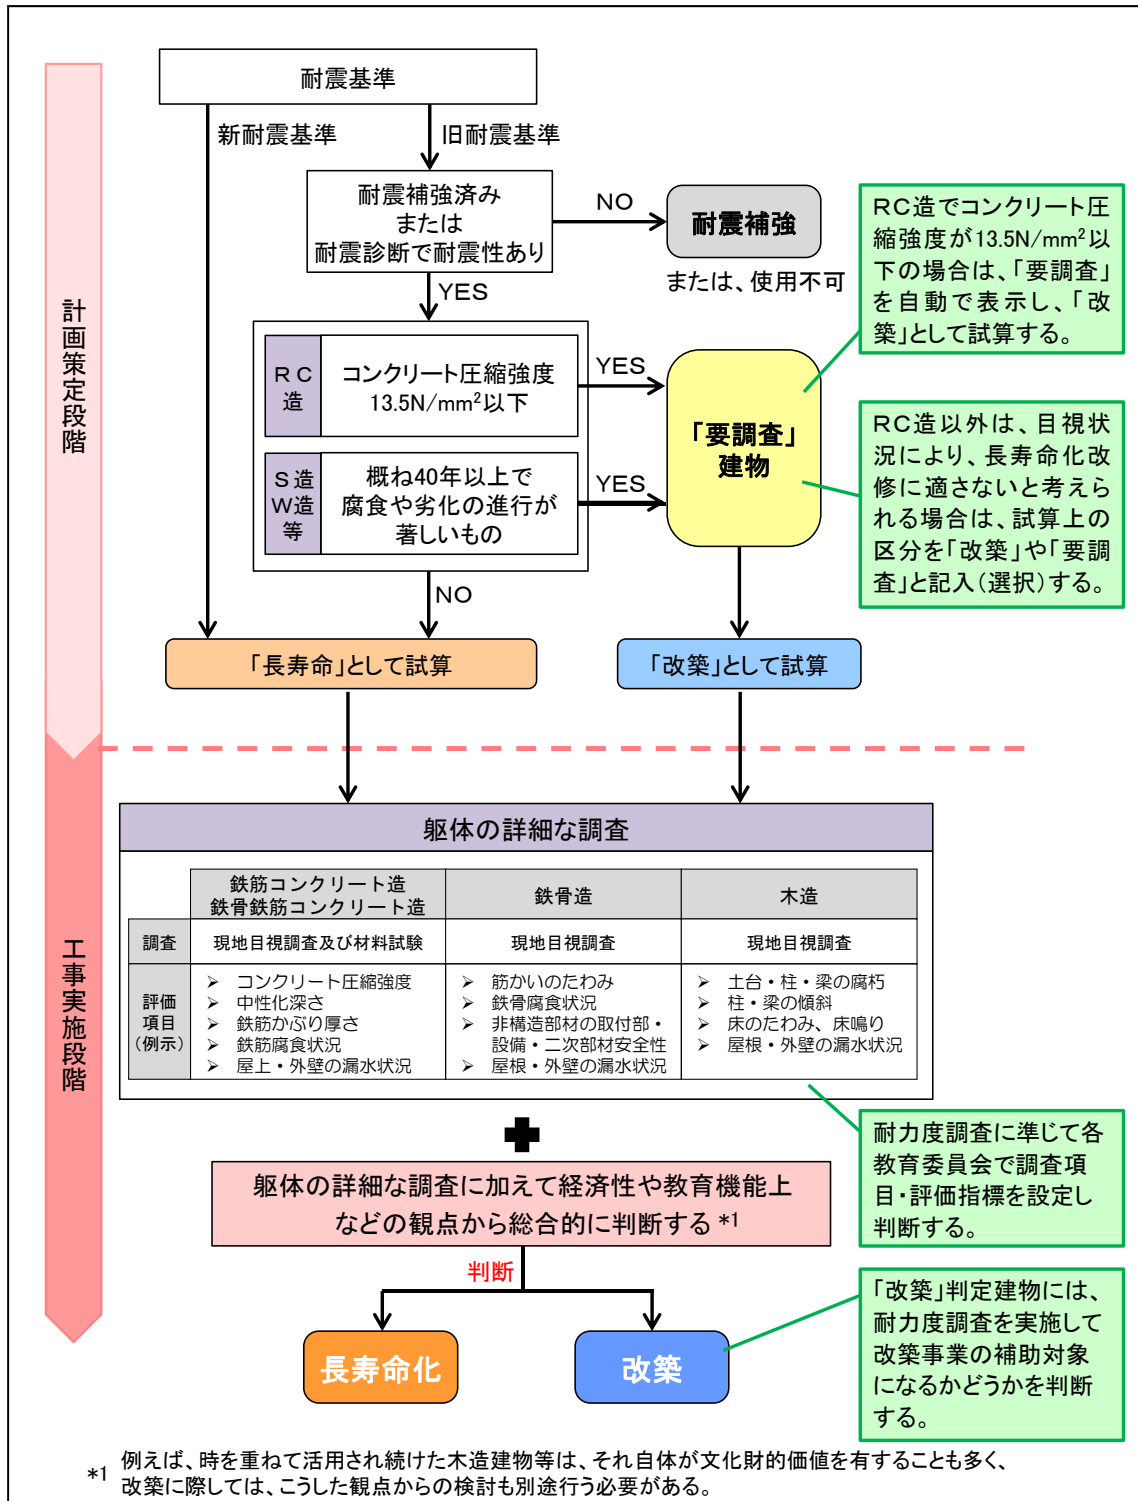 耐震基準
新耐震基準
旧耐震基準
耐震補強済み
または
耐震診断で耐震性あり
NO
耐震補強
または、使用不可
YES
RC
造
コンクリート圧縮強度
13.5N/mm²以下
YES
S造
W造
等
概ね40年以上で
腐食や劣化の進行が
著しいもの
YES
「要調査」
建物
NO
「長寿命」として試算
「改築」として試算
RC造でコンクリート圧
縮強度が13.5N/mm²以
下の場合は、「要調査」
を自動で表示し、「改
築」として試算する。
RC造以外は、目視状
況により、長寿命化改
修に適さないと考えら
れる場合は、試算上の
区分を「改築」や「要調
査」と記入(選択)する。
計画策定段階
工事実施段階
躯体の詳細な調査
鉄筋コンクリート造
鉄骨鉄筋コンクリート造
鉄骨造
木造
調査
現地目視調査及び材料試験
現地目視調査
現地目視調査
評価
項目
(例示)
➢ コンクリート圧縮強度
➢ 中性化深さ
➢ 鉄筋かぶり厚さ
➢ 鉄筋腐食状況
➢ 屋上・外壁の漏水状況
➢ 筋かいのたわみ
➢ 鉄骨腐食状況
➢ 非構造部材の取付部・
設備・二次部材安全性
➢ 屋根・外壁の漏水状況
➢ 土台・柱・梁の腐朽
➢ 柱・梁の傾斜
➢ 床のたわみ、床鳴り
➢ 屋根・外壁の漏水状況
耐力度調査に準じて各
教育委員会で調査項
目・評価指標を設定し
判断する。
躯体の詳細な調査に加えて経済性や教育機能上
などの観点から総合的に判断する *1
判断
長寿命化
改築
「改築」判定建物には、
耐力度調査を実施して
改築事業の補助対象
になるかどうかを判断
する。
*1 例えば、時を重ねて活用され続けた木造建物等は、それ自体が文化財的価値を有することも多く、
改築に際しては、こうした観点からの検討も別途行う必要がある。